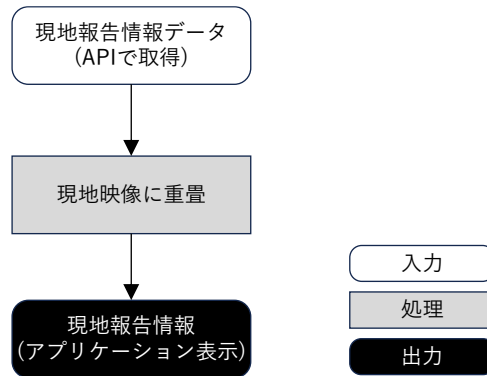 現地報告情報データ
(APIで取得)
現地映像に重畳
現地報告情報
(アプリケーション表示)
入力
処理
出力